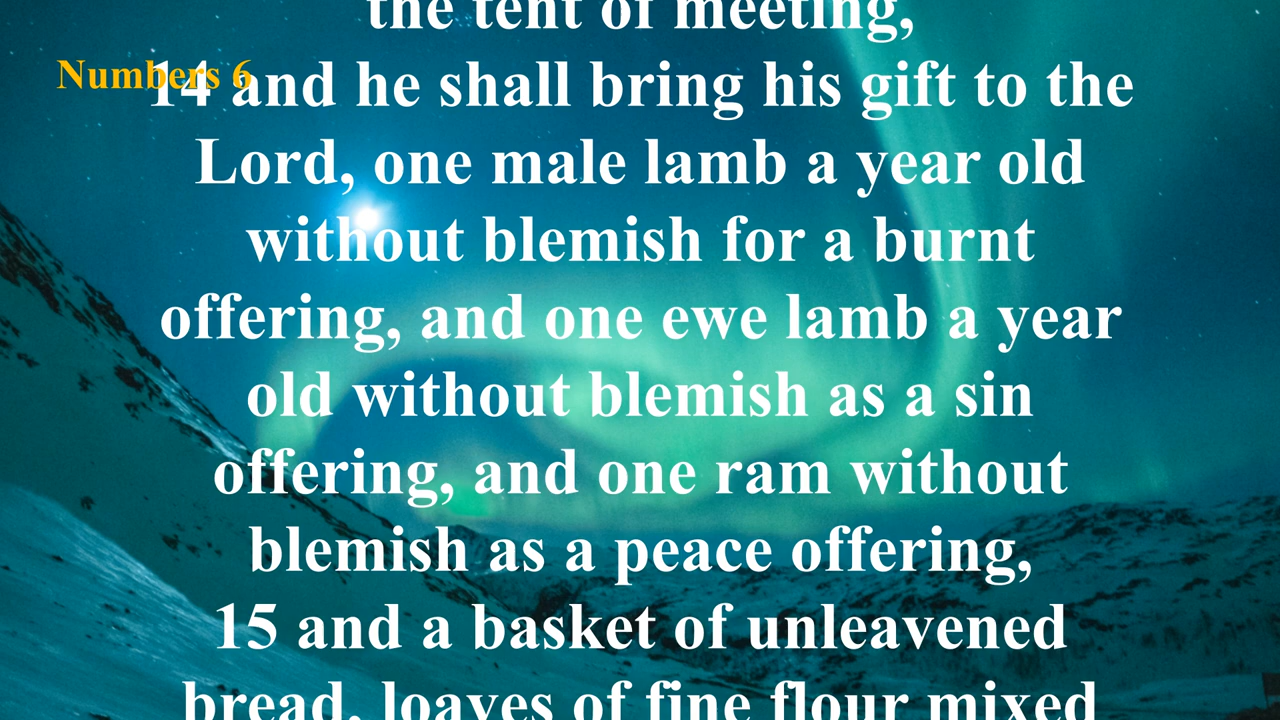 the tent of meeting,
Numbers 6
14 and he shall bring his gift to the
Lord, one male lamb a year old
without blemish for a burnt
offering, and one ewe lamb a year
old without blemish as a sin
offering, and one ram without
blemish as a peace offering,
15 and a basket of unleavened
bread, loaves of fine flour mixed